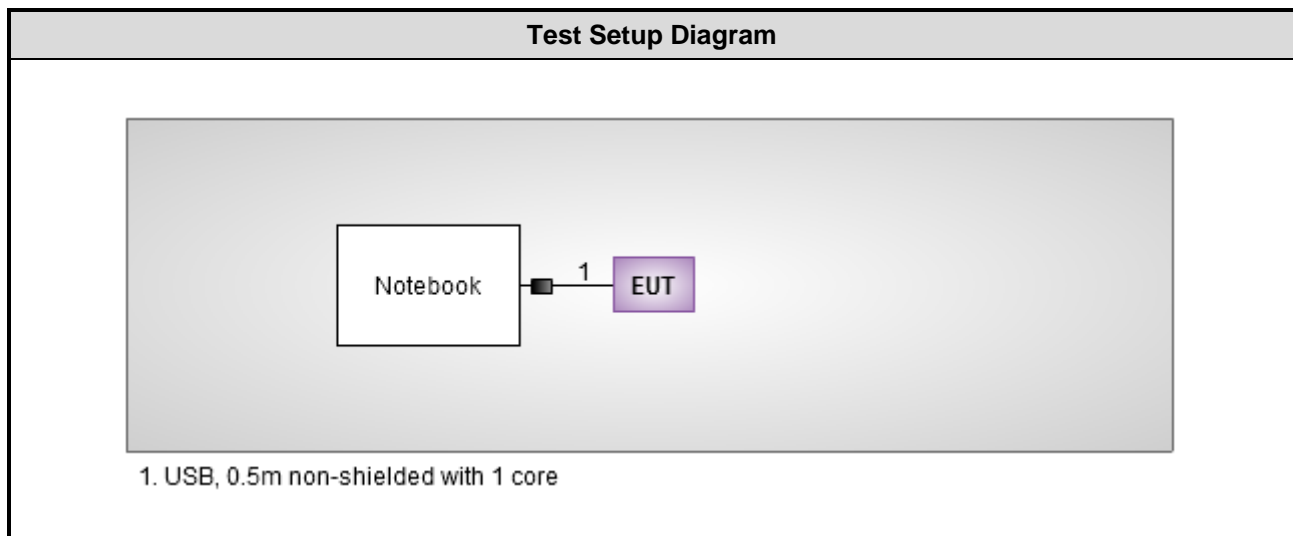 Test Setup Diagram
Notebook
1
EUT
1. USB, 0.5m non-shielded with 1 core